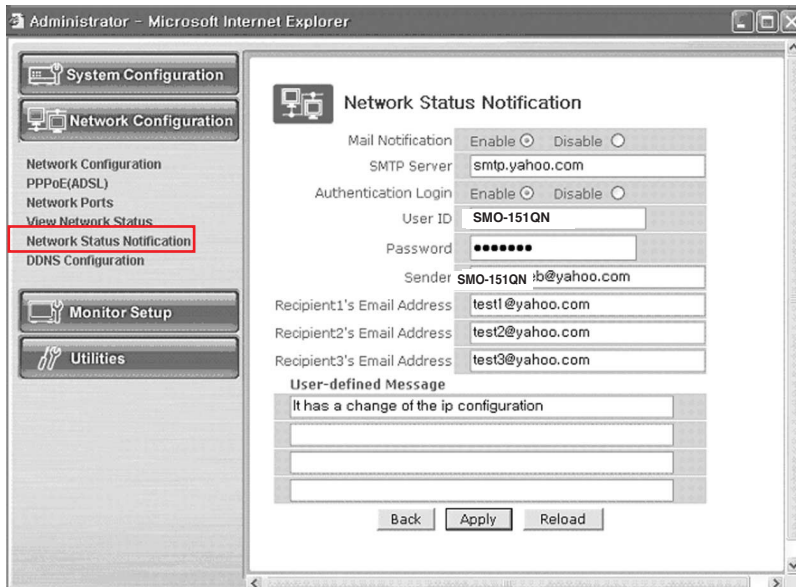 Administrator - Microsoft Internet Explorer
System Configuration
Network Configuration
Network Configuration
PPPoE(ADSL)
Network Ports
View Network Status
Network Status Notification
DDNS Configuration
Monitor Setup
Utilities
Network Status Notification
Mail Notification Enable Disable
SMTP Server smtp.yahoo.com
Authentication Login Enable Disable
User ID SMO-151QN
Password •••••••
Sender SMO-151QN eb@yahoo.com
Recipient1's Email Address test1@yahoo.com
Recipient2's Email Address test2@yahoo.com
Recipient3's Email Address test3@yahoo.com
User-defined Message
It has a change of the ip configuration
Back Apply Reload